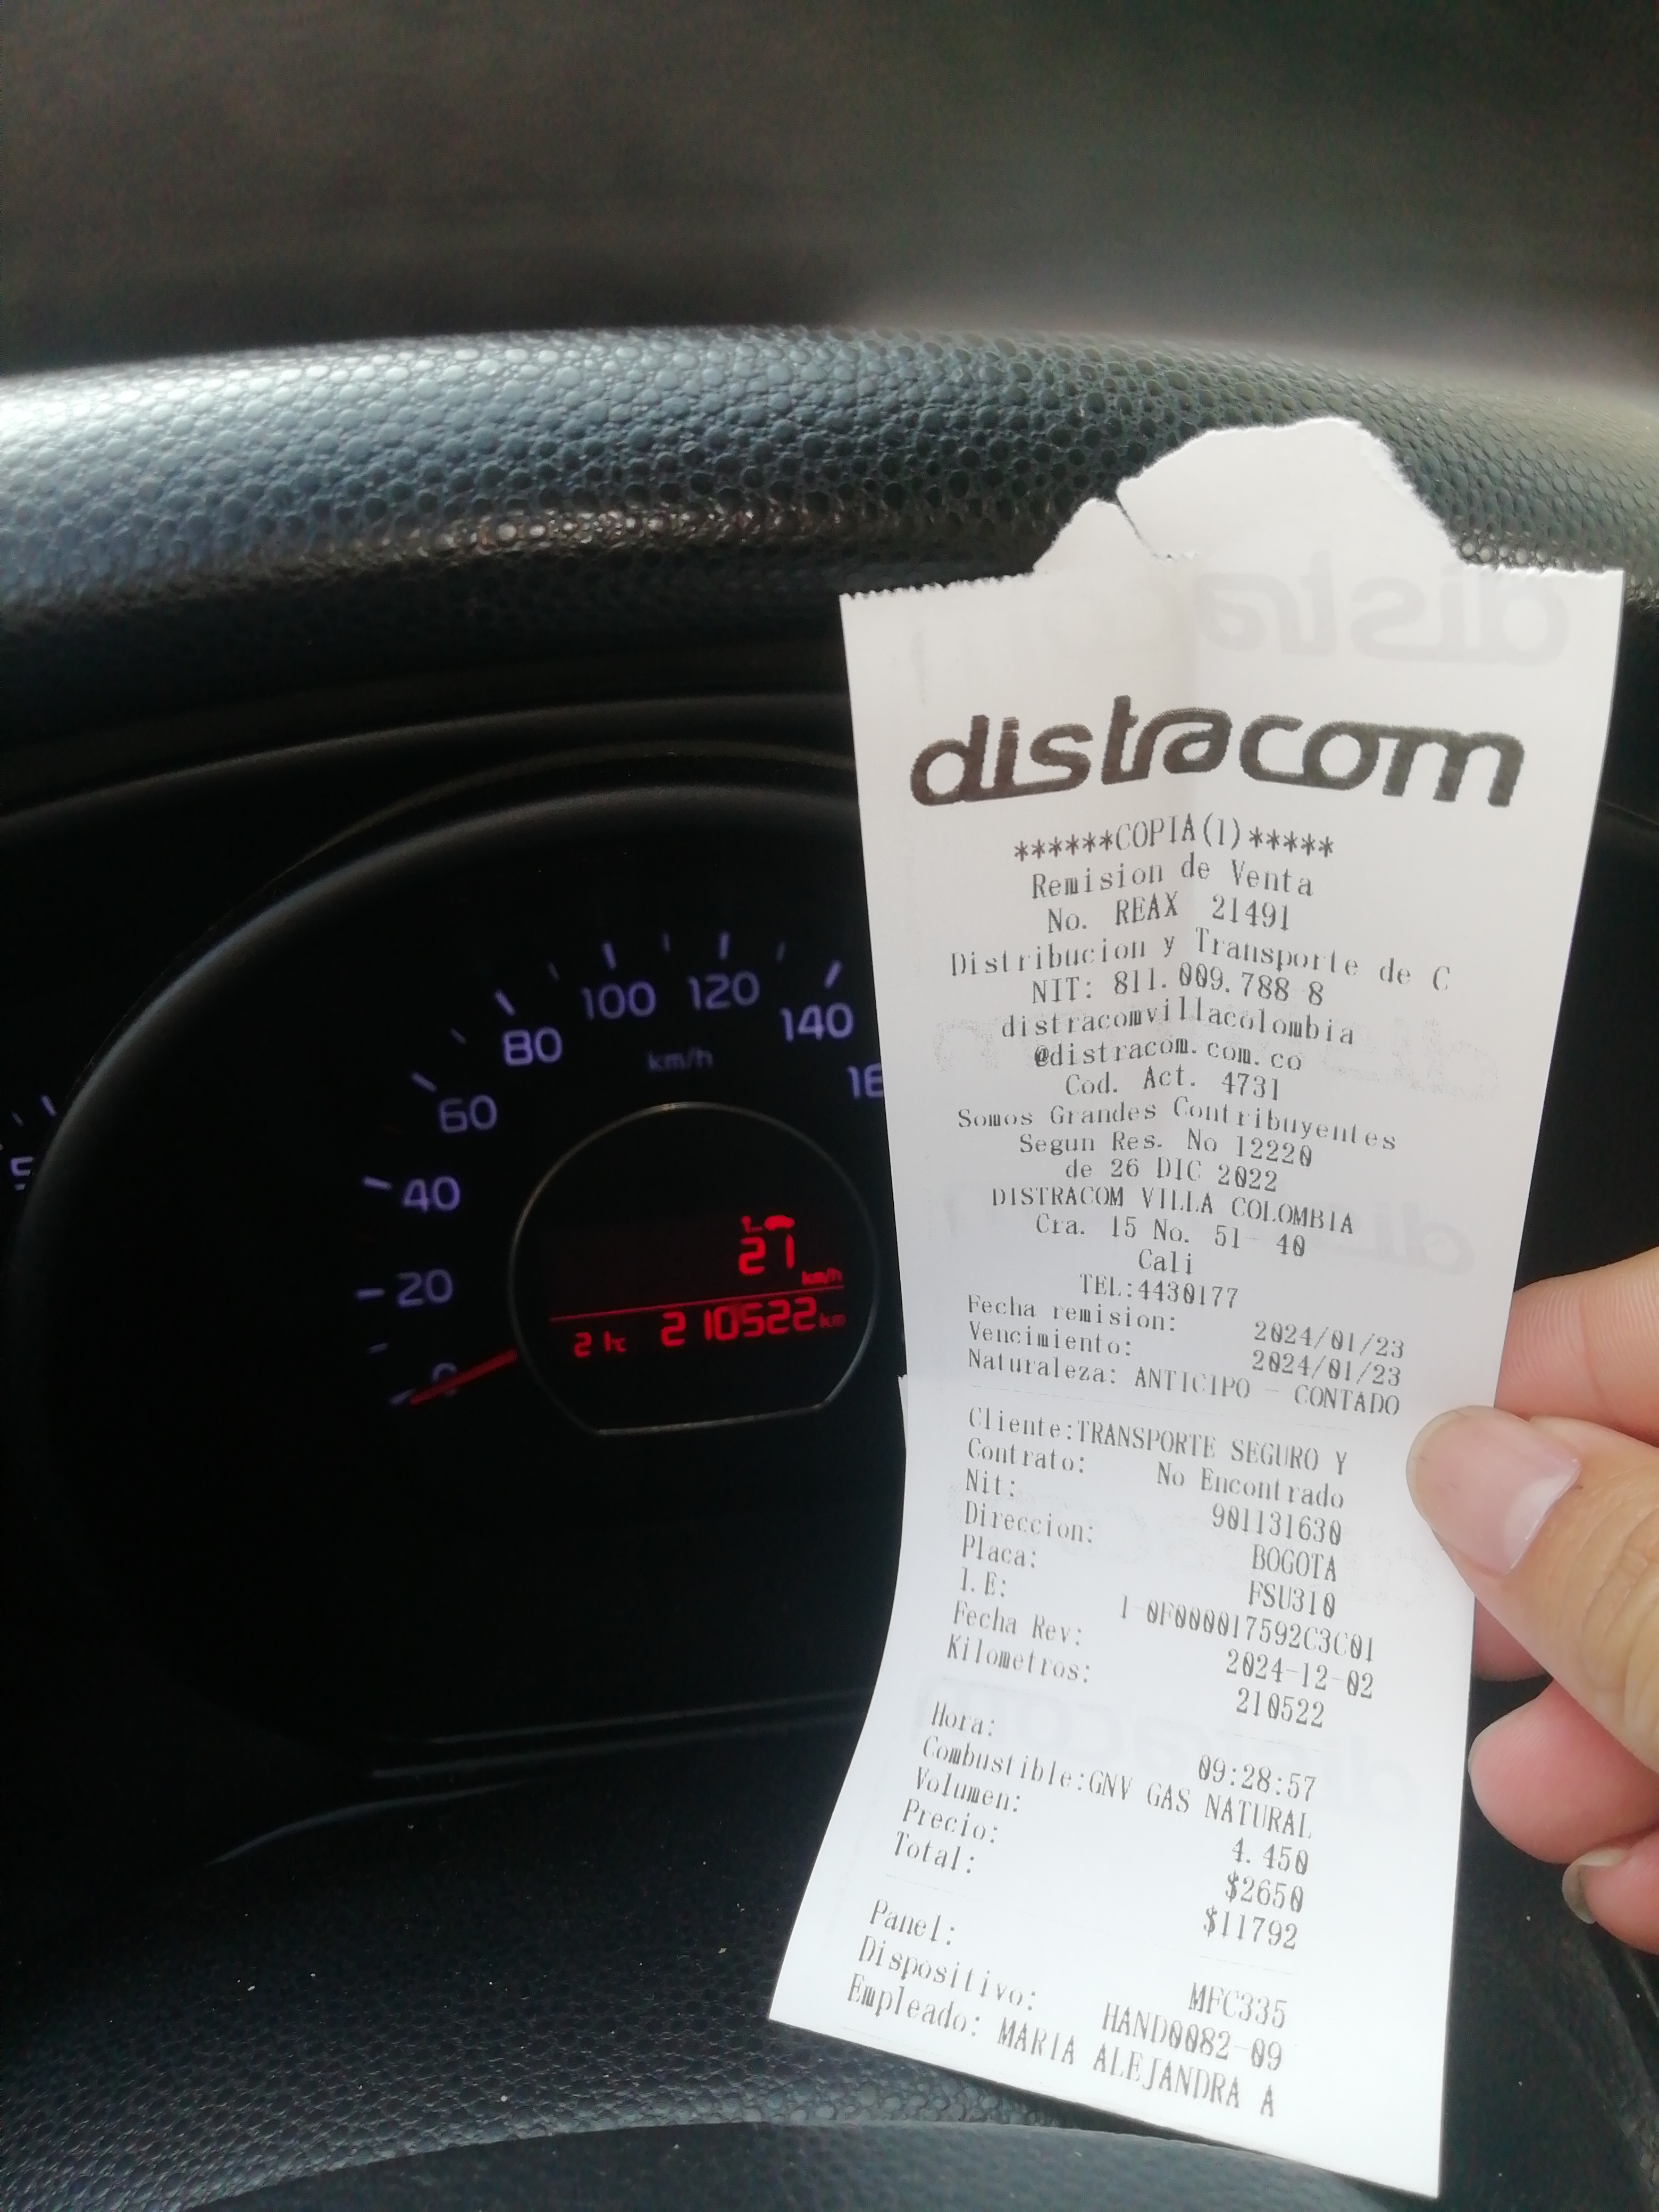 5
0
20
40
60
80
100
120
140
16
km/h
27
km/h
21°C 210522 km
distracom
******COPIA(1)*****
Remision de Venta
No. REAX 21491
Distribucion y Transporte de C
NIT: 811.009.788 8
distracomvillacolombia
@distracom.com.co
Cod. Act. 4731
Somos Grandes Contribuyentes
Segun Res. No 12220
de 26 DIC 2022
DISTRACOM VILLA COLOMBIA
Cra. 15 No. 51- 40
Cali
TEL:4430177
Fecha remision: 2024/01/23
Vencimiento: 2024/01/23
Naturaleza: ANTICIPO - CONTADO
Cliente:TRANSPORTE SEGURO Y
Contrato: No Encontrado
Nit: 901131630
Direccion: BOGOTA
Placa: FSU310
I.E: 1-0F000017592C3C01
Fecha Rev: 2024-12-02
Kilometros: 210522
Hora: 09:28:57
Combustible:GNV GAS NATURAL
Volumen: 4.450
Precio: $2650
Total: $11792
Panel: MFC335
Dispositivo: HAND0082-09
Empleado: MARIA ALEJANDRA A